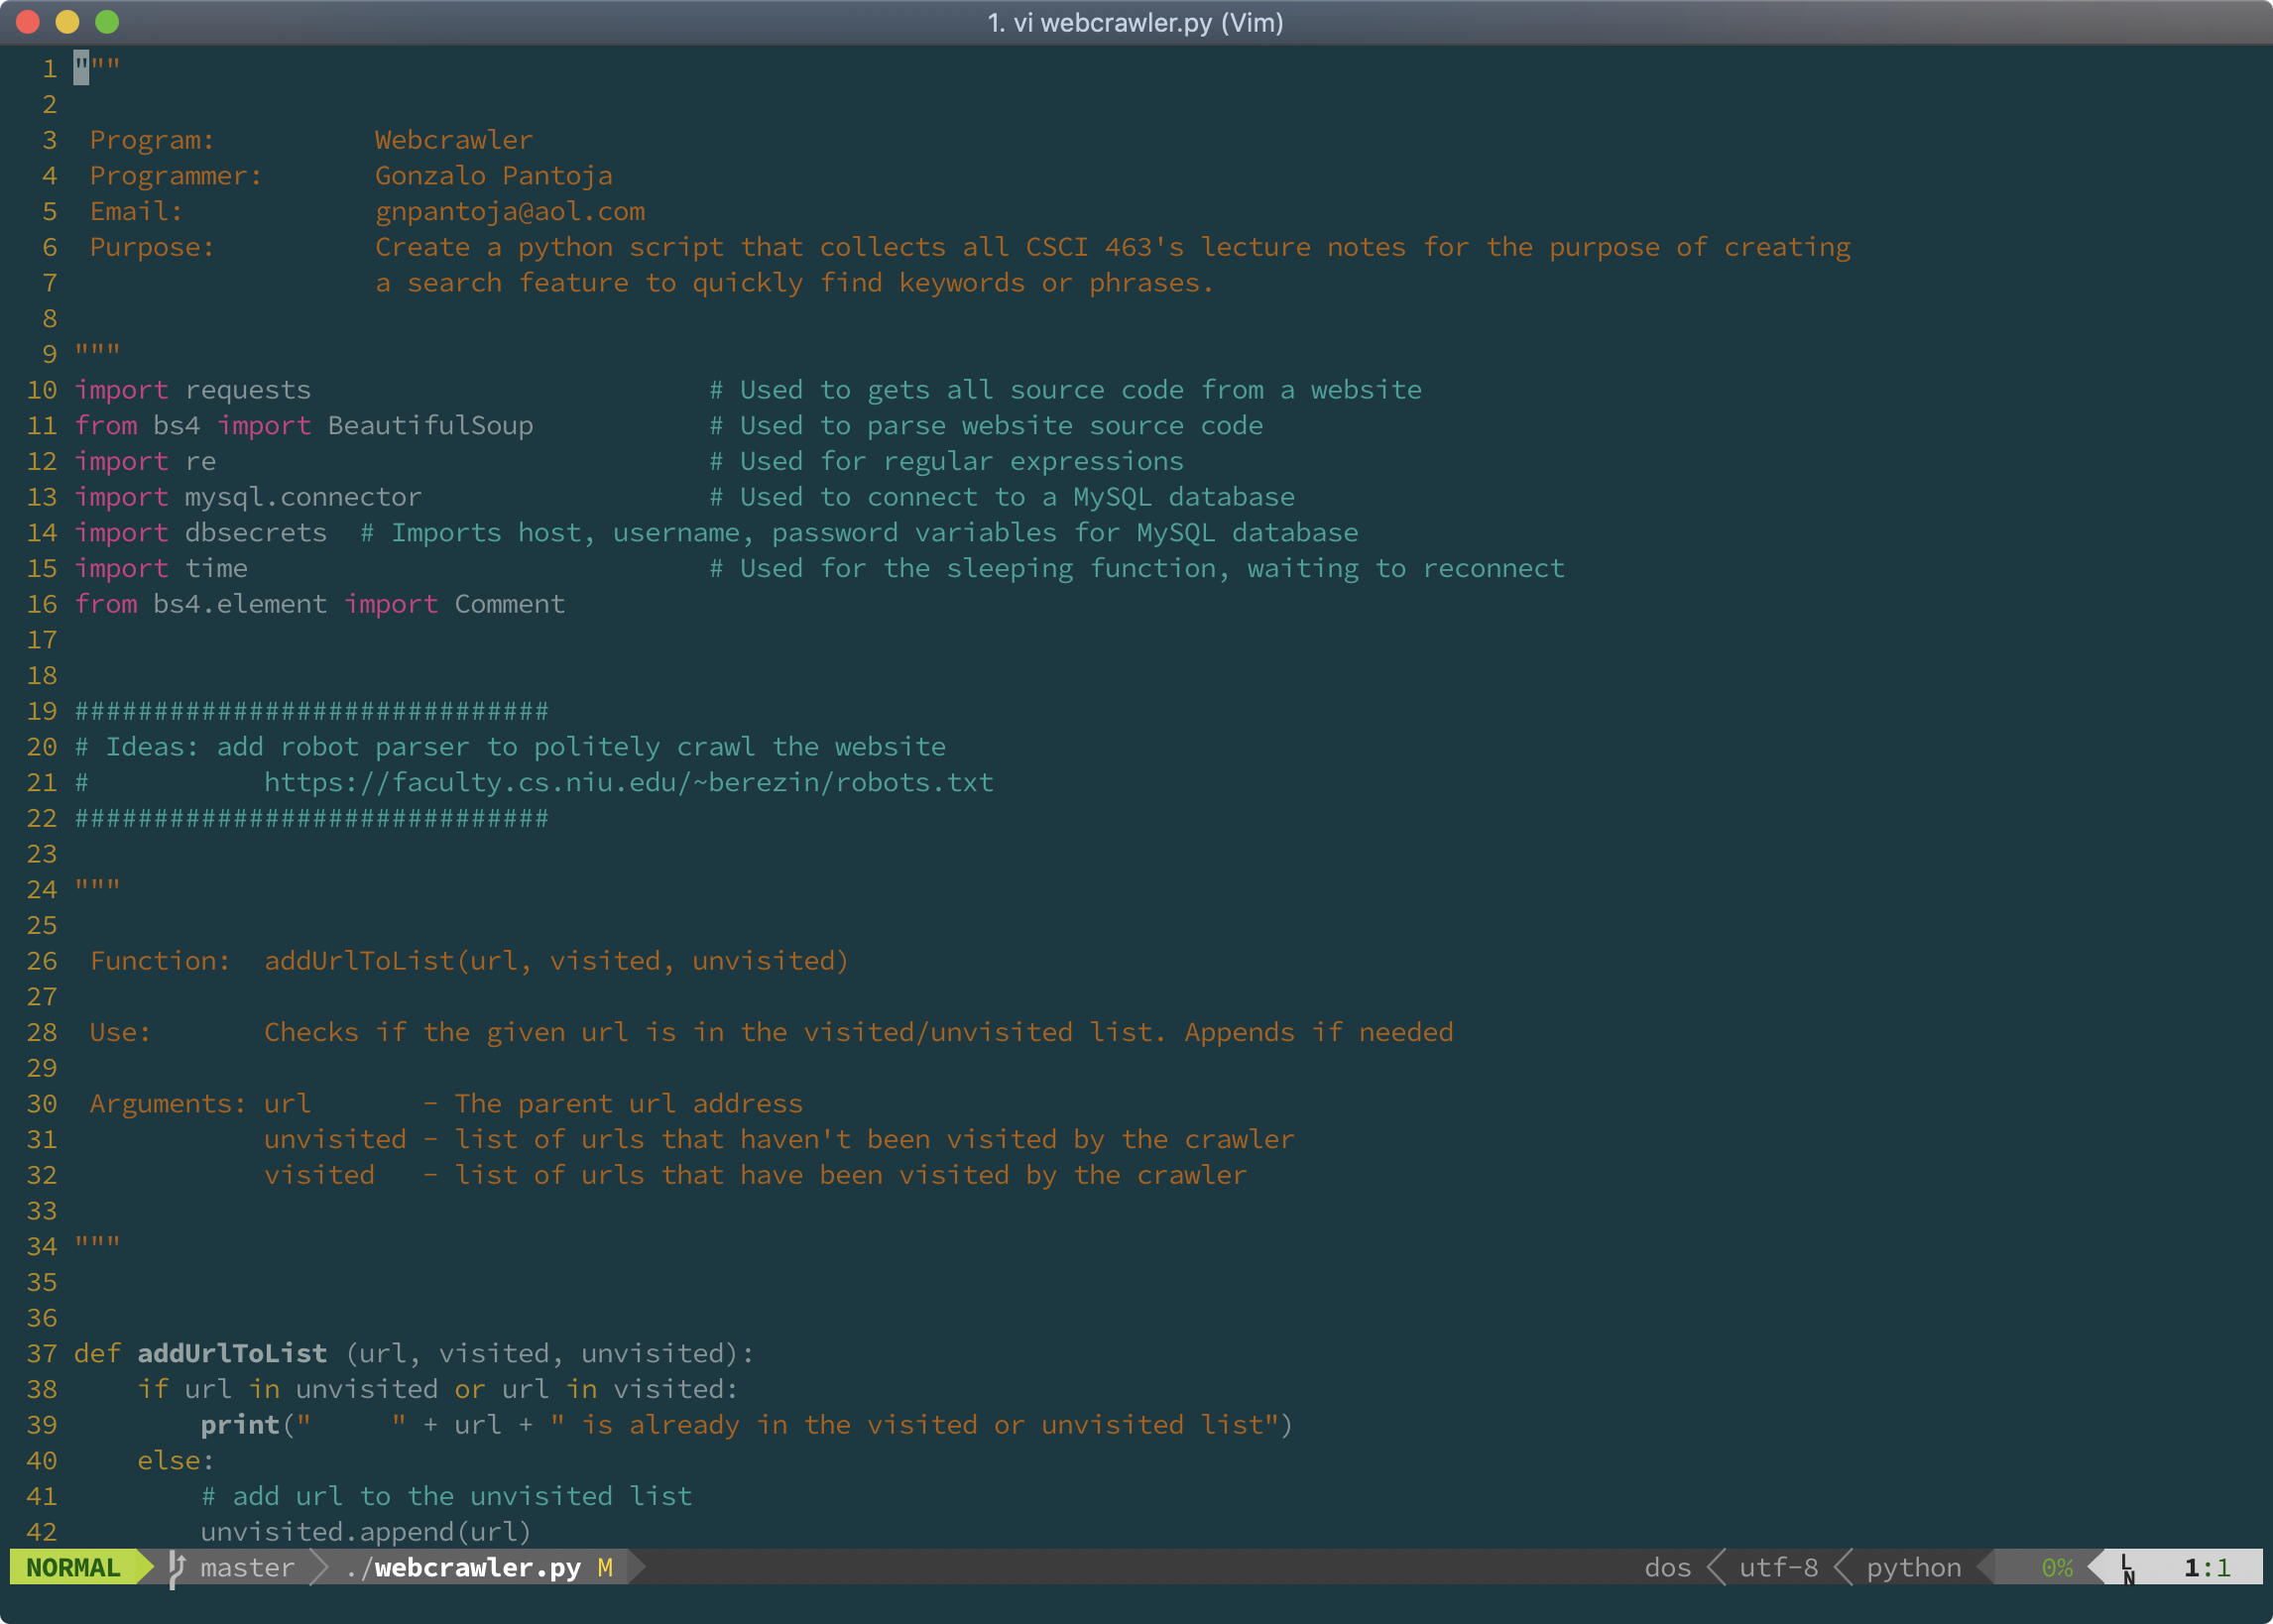 1. vi webcrawler.py (Vim)
1 """
2
3  Program:          Webcrawler
4  Programmer:       Gonzalo Pantoja
5  Email:            gnpantoja@aol.com
6  Purpose:          Create a python script that collects all CSCI 463's lecture notes for the purpose of creating
7                    a search feature to quickly find keywords or phrases.
8
9 """
10 import requests                         # Used to gets all source code from a website
11 from bs4 import BeautifulSoup           # Used to parse website source code
12 import re                               # Used for regular expressions
13 import mysql.connector                  # Used to connect to a MySQL database
14 import dbsecrets  # Imports host, username, password variables for MySQL database
15 import time                             # Used for the sleeping function, waiting to reconnect
16 from bs4.element import Comment
17
18
19 ##############################
20 # Ideas: add robot parser to politely crawl the website
21 #           https://faculty.cs.niu.edu/~berezin/robots.txt
22 ##############################
23
24 """
25
26  Function:  addUrlToList(url, visited, unvisited)
27
28  Use:       Checks if the given url is in the visited/unvisited list. Appends if needed
29
30  Arguments: url       - The parent url address
31             unvisited - list of urls that haven't been visited by the crawler
32             visited   - list of urls that have been visited by the crawler
33
34 """
35
36
37 def addUrlToList (url, visited, unvisited):
38     if url in unvisited or url in visited:
39         print("     " + url + " is already in the visited or unvisited list")
40     else:
41         # add url to the unvisited list
42         unvisited.append(url)
NORMAL master ./webcrawler.py M dos utf-8 python 0% LN 1:1